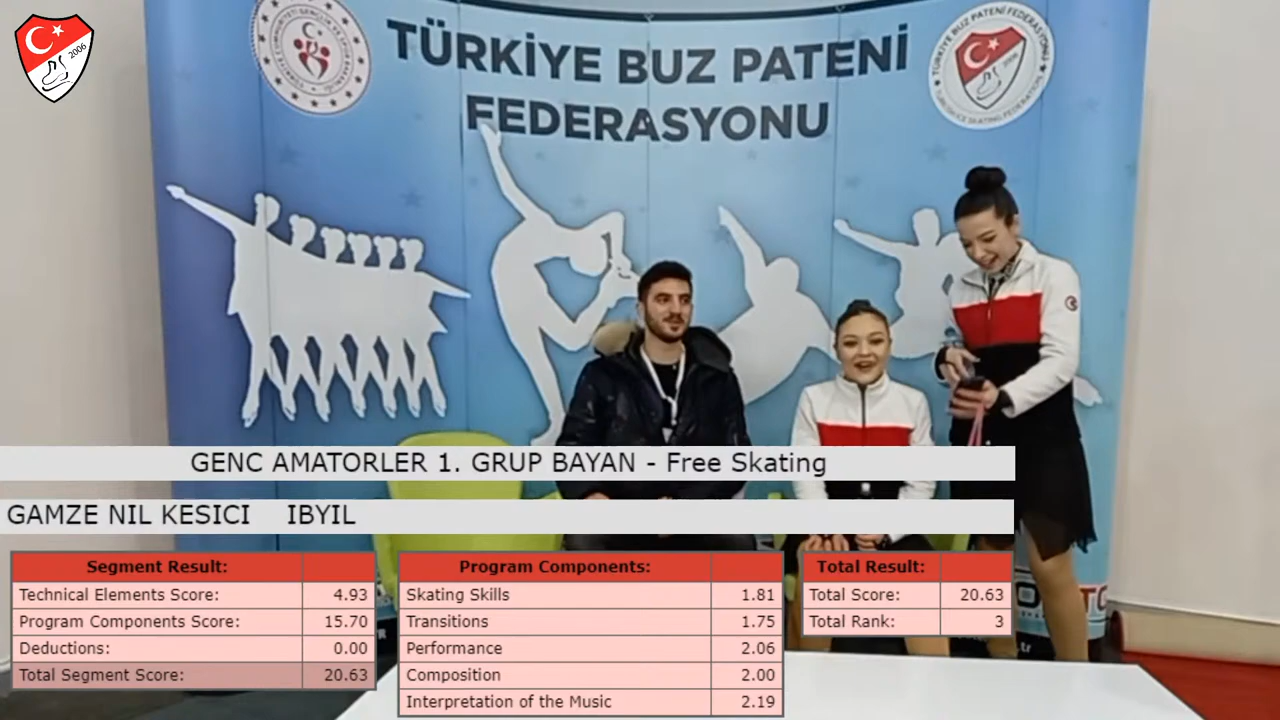 2006
TÜRKİYE BUZ PATENİ
FEDERASYONU
2006
GENC AMATORLER 1. GRUP BAYAN - Free Skating
GAMZE NIL KESICI IBYIL
Segment Result:
Technical Elements Score: 4.93
Program Components Score: 15.70
Deductions: 0.00
Total Segment Score: 20.63
Program Components:
Skating Skills 1.81
Transitions 1.75
Performance 2.06
Composition 2.00
Interpretation of the Music 2.19
Total Result:
Total Score: 20.63
Total Rank: 3
.tr